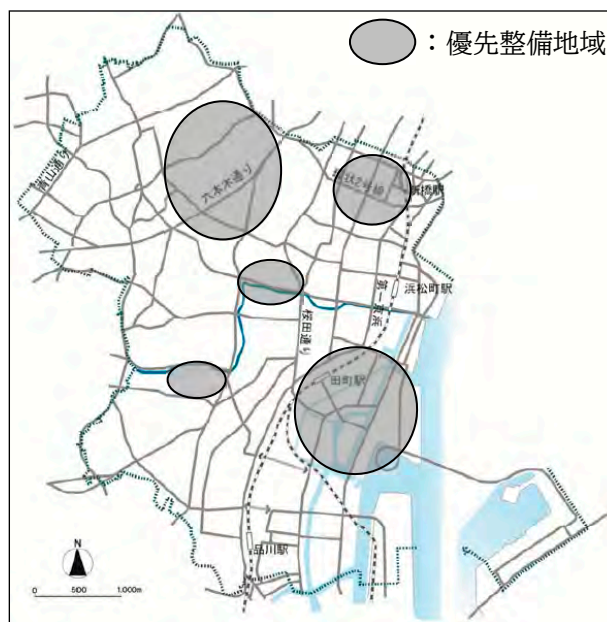 ：優先整備地域
青山通り
六本木通り
環状2号線
新橋駅
浜松町駅
第一京浜
桜田通り
田町駅
品川駅
N
0 500 1,000m